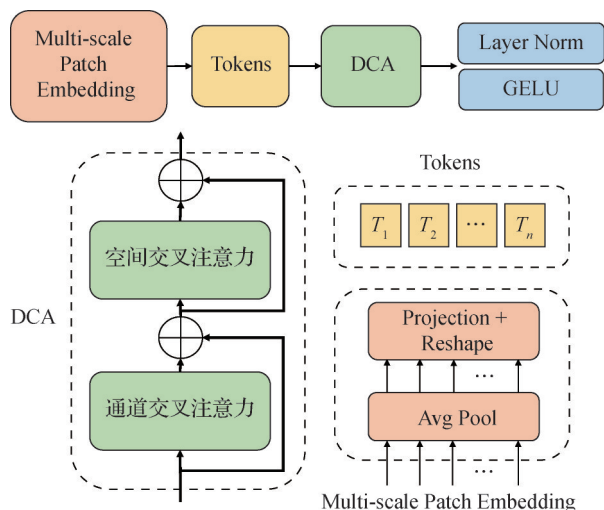 Multi-scale
Patch
Embedding
Tokens
DCA
Layer Norm
GELU
DCA
空间交叉注意力
通道交叉注意力
Tokens
T₁ T₂ ⋯ Tₙ
Projection +
Reshape
⋯
Avg Pool
⋯
Multi-scale Patch Embedding